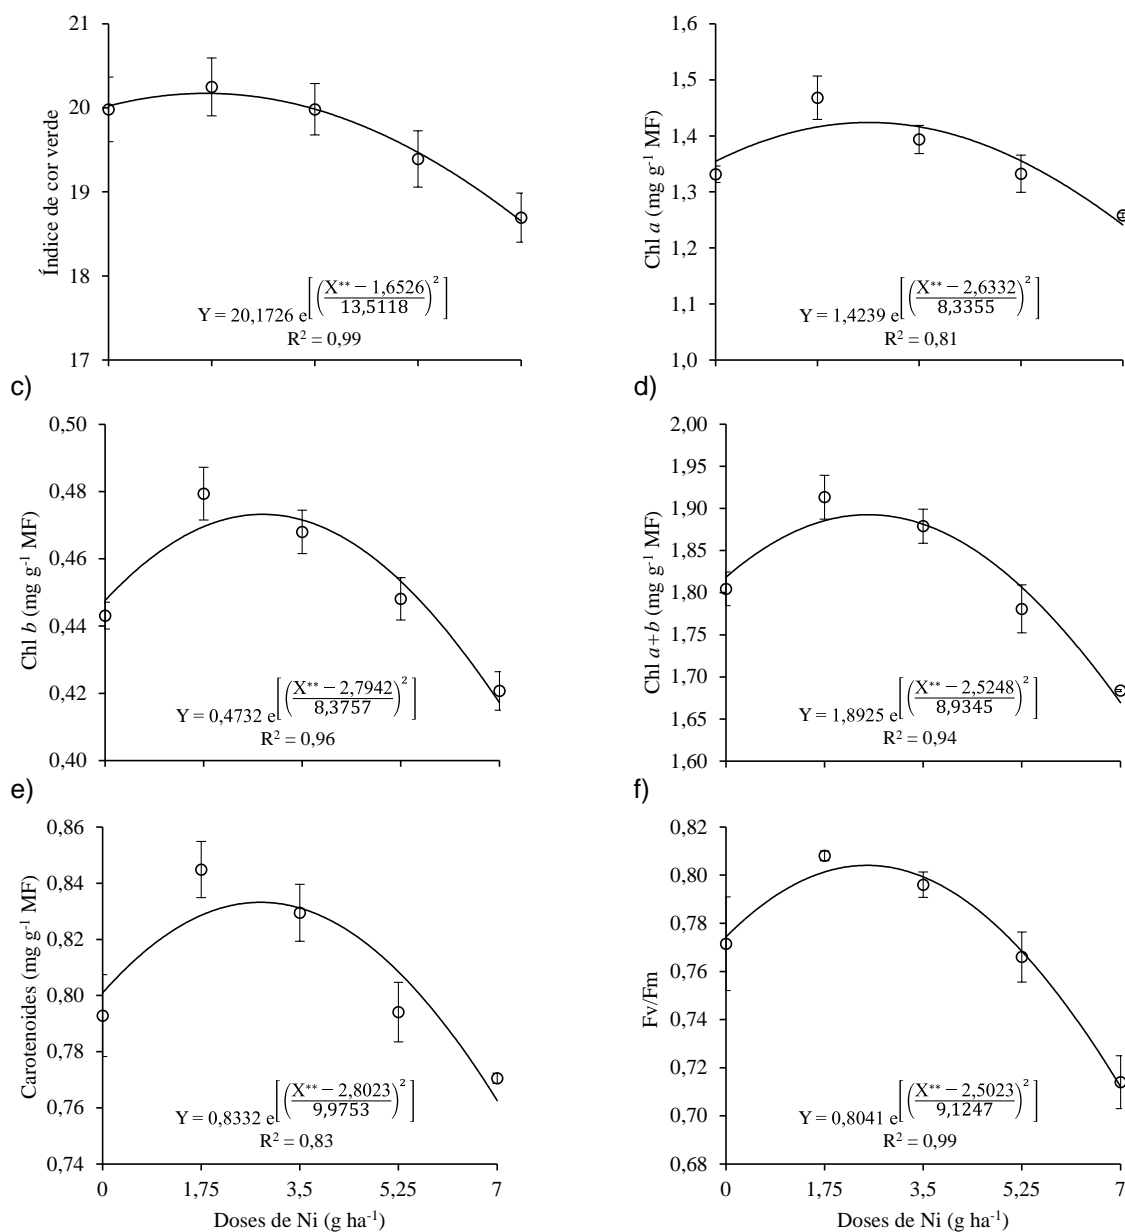 21
20
19
18
17
Índice de cor verde
Y = 20,1726 e[((X** − 1,6526)/13,5118)²]
R² = 0,99
1,6
1,5
1,4
1,3
1,2
1,1
1,0
Chl a (mg g-1 MF)
Y = 1,4239 e[((X** − 2,6332)/8,3355)²]
R² = 0,81
c)
0,50
0,48
0,46
0,44
0,42
0,40
Chl b (mg g-1 MF)
Y = 0,4732 e[((X** − 2,7942)/8,3757)²]
R² = 0,96
d)
2,00
1,95
1,90
1,85
1,80
1,75
1,70
1,65
1,60
Chl a+b (mg g-1 MF)
Y = 1,8925 e[((X** − 2,5248)/8,9345)²]
R² = 0,94
e)
0,86
0,84
0,82
0,80
0,78
0,76
0,74
Carotenoides (mg g-1 MF)
Y = 0,8332 e[((X** − 2,8023)/9,9753)²]
R² = 0,83
0 1,75 3,5 5,25 7
Doses de Ni (g ha-1)
f)
0,82
0,80
0,78
0,76
0,74
0,72
0,70
0,68
Fv/Fm
Y = 0,8041 e[((X** − 2,5023)/9,1247)²]
R² = 0,99
0 1,75 3,5 5,25 7
Doses de Ni (g ha-1)